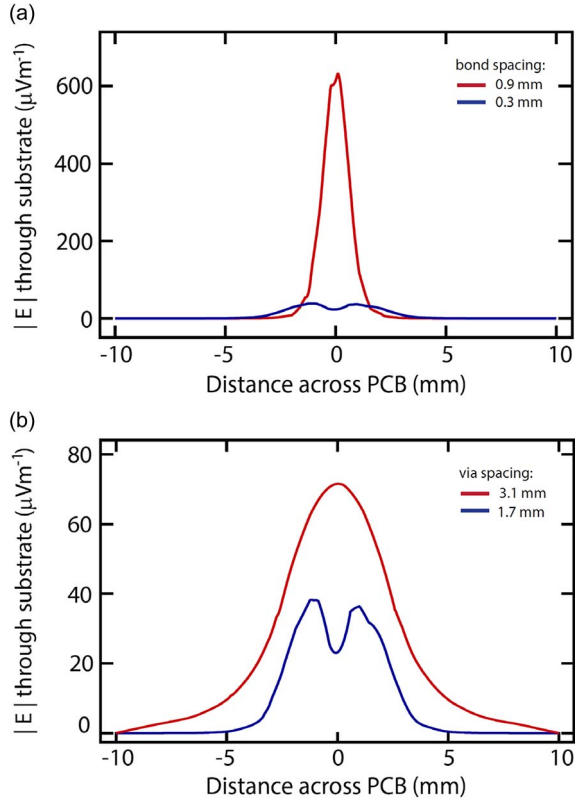 (a)
| E | through substrate (µVm⁻¹)
600
400
200
0
bond spacing:
0.9 mm
0.3 mm
-10
-5
0
5
10
Distance across PCB (mm)
(b)
| E | through substrate (µVm⁻¹)
80
60
40
20
0
via spacing:
3.1 mm
1.7 mm
-10
-5
0
5
10
Distance across PCB (mm)